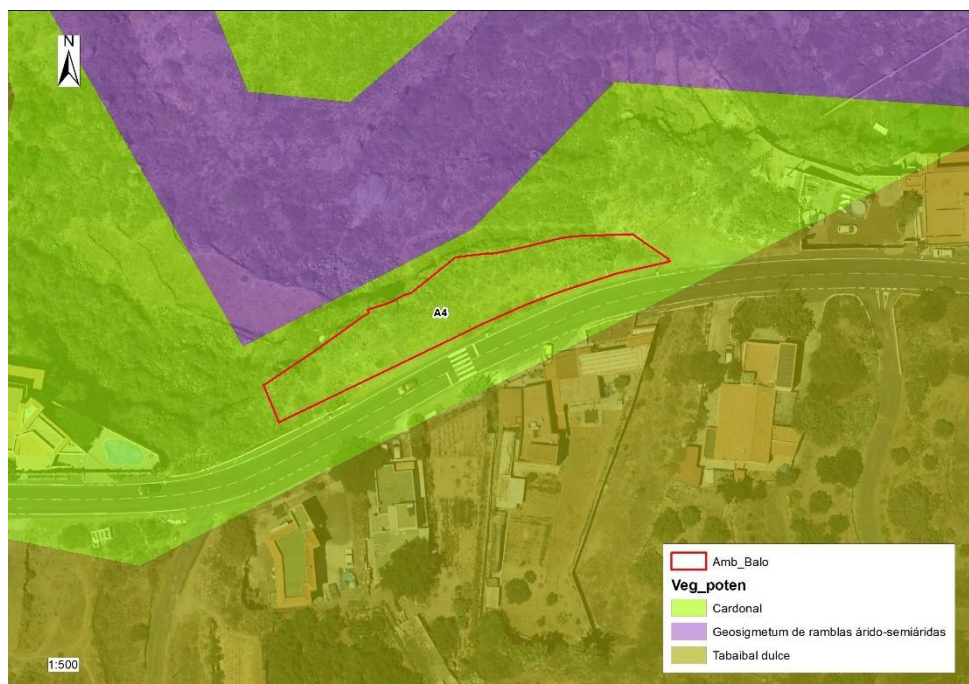 N
A4
Amb_Balo
Veg_poten
Cardonal
Geosigmetum de ramblas árido-semiáridas
Tabaibal dulce
1:500